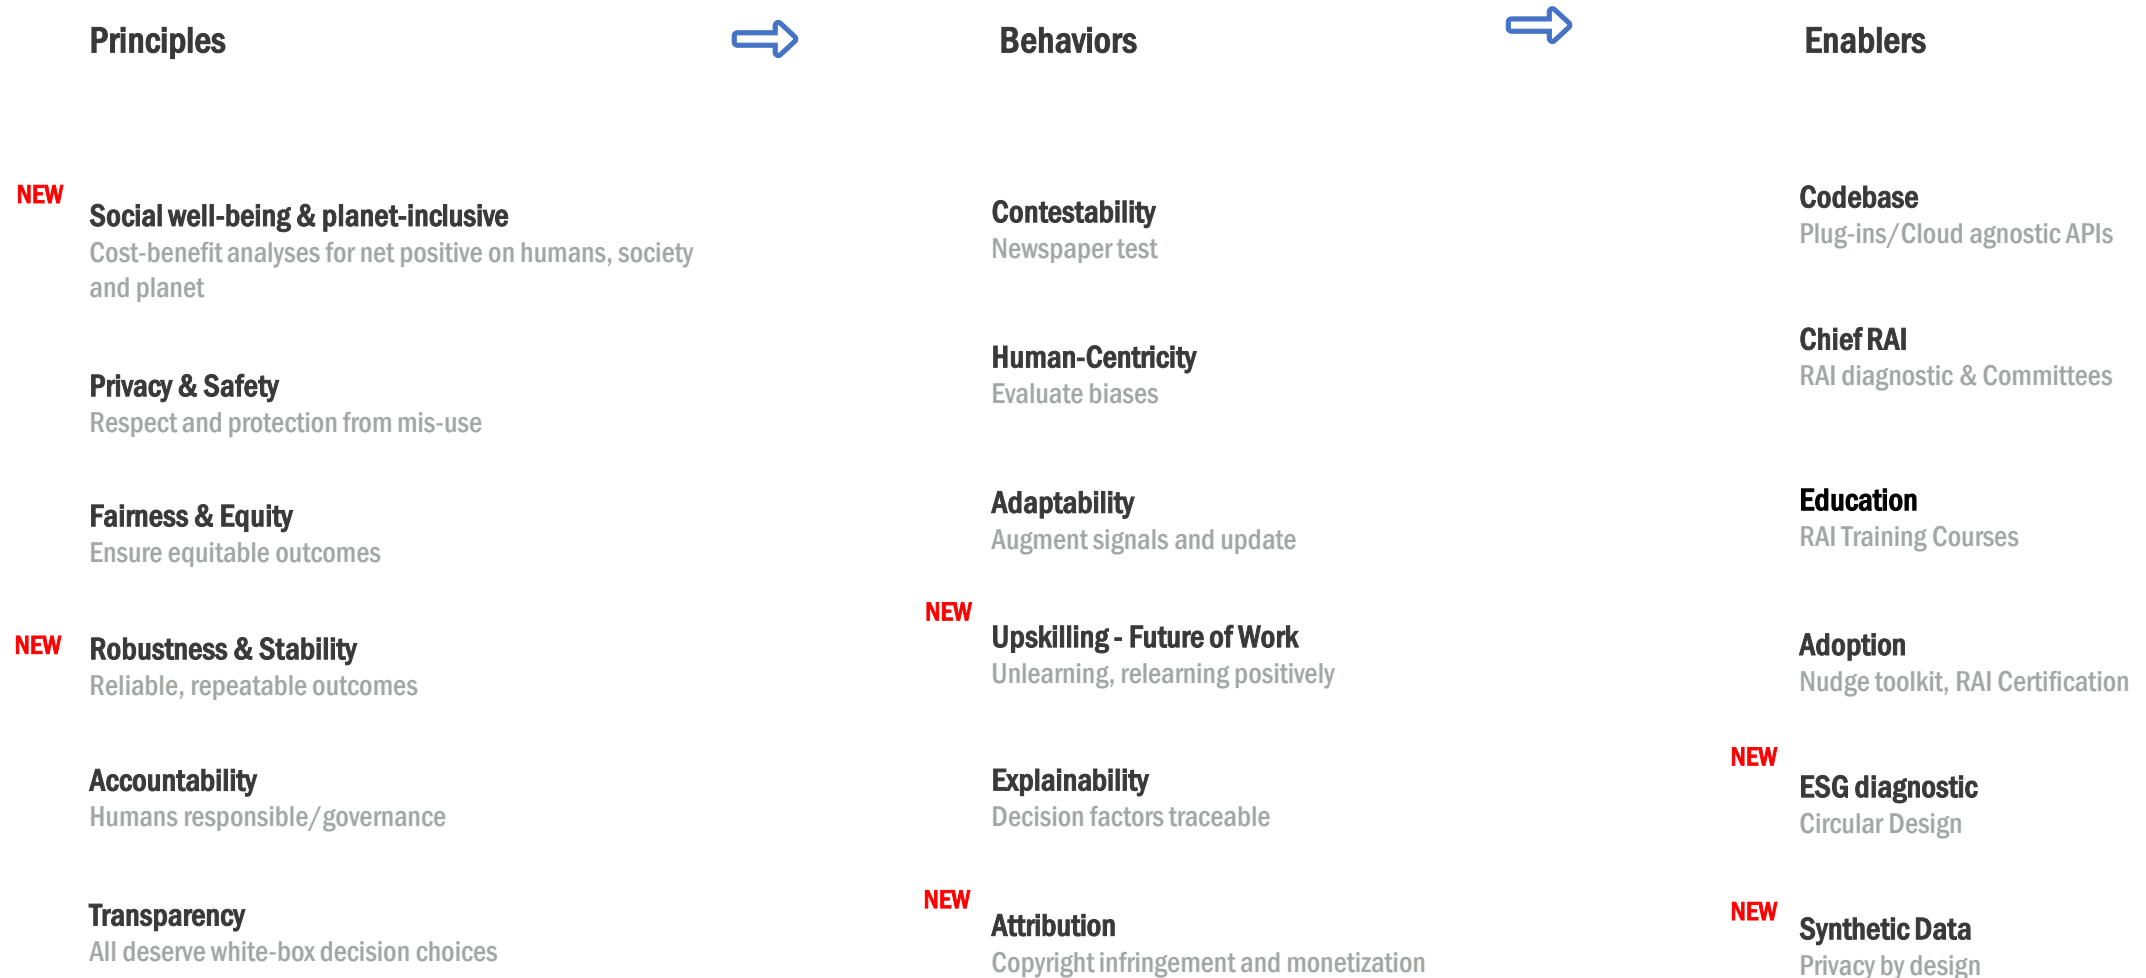 Principles
Behaviors
Enablers
NEW
Social well-being & planet-inclusive
Cost-benefit analyses for net positive on humans, society
and planet
Privacy & Safety
Respect and protection from mis-use
Fairness & Equity
Ensure equitable outcomes
NEW
Robustness & Stability
Reliable, repeatable outcomes
Accountability
Humans responsible/governance
Transparency
All deserve white-box decision choices
Contestability
Newspaper test
Human-Centricity
Evaluate biases
Adaptability
Augment signals and update
NEW
Upskilling - Future of Work
Unlearning, relearning positively
Explainability
Decision factors traceable
NEW
Attribution
Copyright infringement and monetization
Codebase
Plug-ins/Cloud agnostic APIs
Chief RAI
RAI diagnostic & Committees
Education
RAI Training Courses
Adoption
Nudge toolkit, RAI Certification
NEW
ESG diagnostic
Circular Design
NEW
Synthetic Data
Privacy by design